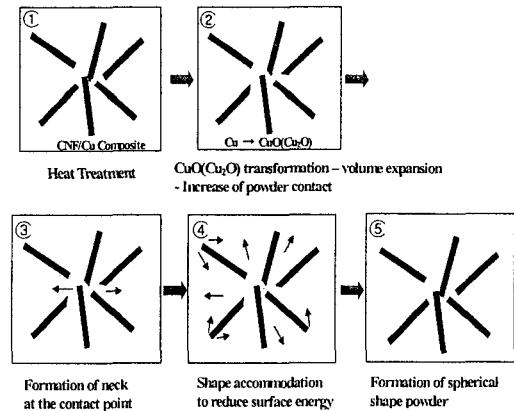 ①
CNF/Cu Composite
Heat Treatment
②
Cu → CuO(Cu₂O)
CuO(Cu₂O) transformation – volume expansion
- Increase of powder contact
③
Formation of neck
at the contact point
④
Shape accommodation
to reduce surface energy
⑤
Formation of spherical
shape powder